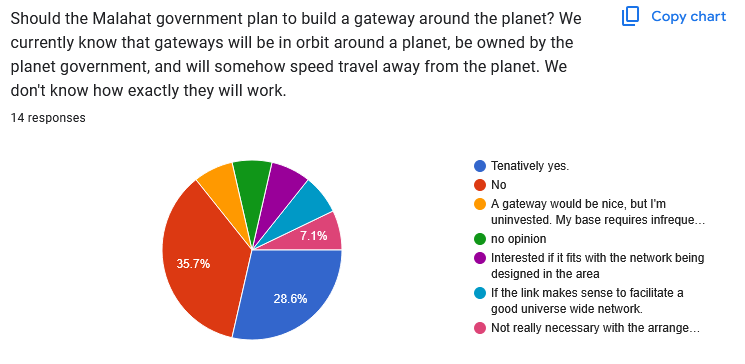 Should the Malahat government plan to build a gateway around the planet? We
currently know that gateways will be in orbit around a planet, be owned by the
planet government, and will somehow speed travel away from the planet. We
don't know how exactly they will work.
Copy chart
14 responses
7.1%
35.7%
28.6%
Tenatively yes.
No
A gateway would be nice, but I'm
uninvested. My base requires infreque...
no opinion
Interested if it fits with the network being
designed in the area
If the link makes sense to facilitate a
good universe wide network.
Not really necessary with the arrange...